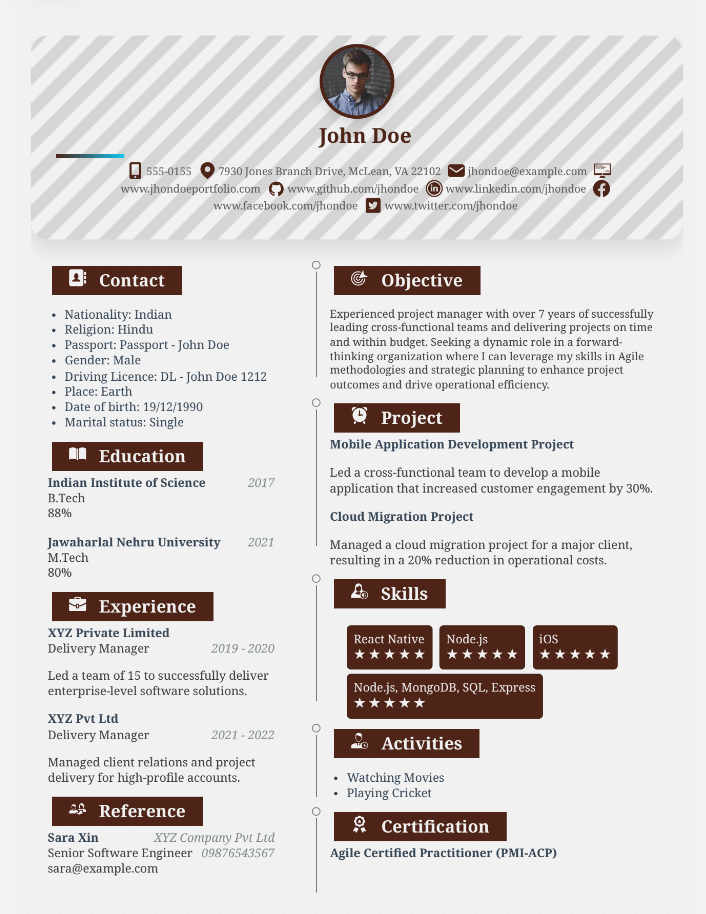 John Doe
555-0155 7930 Jones Branch Drive, McLean, VA 22102 jhondoe@example.com
www.jhondoeportfolio.com www.github.com/jhondoe www.linkedin.com/jhondoe
www.facebook.com/jhondoe www.twitter.com/jhondoe
Contact
• Nationality: Indian
• Religion: Hindu
• Passport: Passport - John Doe
• Gender: Male
• Driving Licence: DL - John Doe 1212
• Place: Earth
• Date of birth: 19/12/1990
• Marital status: Single
Education
Indian Institute of Science 2017
B.Tech
88%
Jawaharlal Nehru University 2021
M.Tech
80%
Experience
XYZ Private Limited
Delivery Manager 2019 - 2020
Led a team of 15 to successfully deliver
enterprise-level software solutions.
XYZ Pvt Ltd
Delivery Manager 2021 - 2022
Managed client relations and project
delivery for high-profile accounts.
Reference
Sara Xin XYZ Company Pvt Ltd
Senior Software Engineer 09876543567
sara@example.com
Objective
Experienced project manager with over 7 years of successfully
leading cross-functional teams and delivering projects on time
and within budget. Seeking a dynamic role in a forward-
thinking organization where I can leverage my skills in Agile
methodologies and strategic planning to enhance project
outcomes and drive operational efficiency.
Project
Mobile Application Development Project
Led a cross-functional team to develop a mobile
application that increased customer engagement by 30%.
Cloud Migration Project
Managed a cloud migration project for a major client,
resulting in a 20% reduction in operational costs.
Skills
React Native Node.js iOS
★★★★★ ★★★★★ ★★★★★
Node.js, MongoDB, SQL, Express
★★★★★
Activities
• Watching Movies
• Playing Cricket
Certification
Agile Certified Practitioner (PMI-ACP)